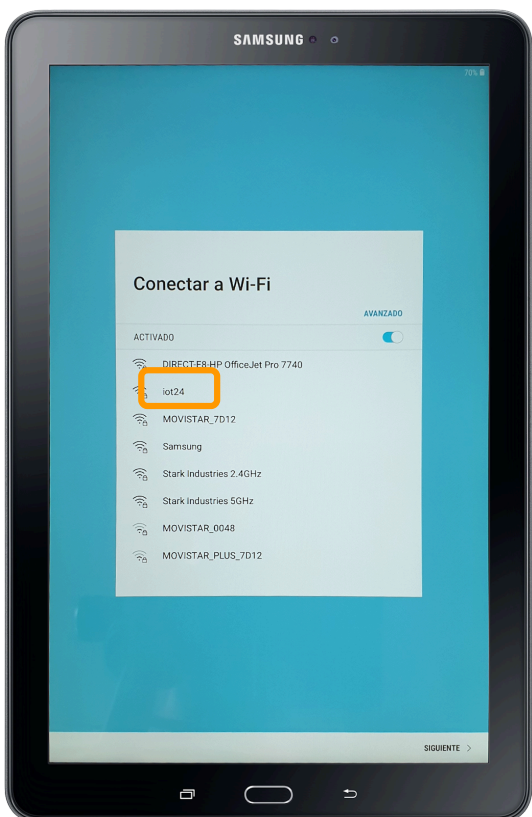 SAMSUNG
70%
Conectar a Wi-Fi
AVANZADO
ACTIVADO
DIRECT-F8-HP OfficeJet Pro 7740
iot24
MOVISTAR_7D12
Samsung
Stark Industries 2.4GHz
Stark Industries 5GHz
MOVISTAR_0048
MOVISTAR_PLUS_7D12
SIGUIENTE >